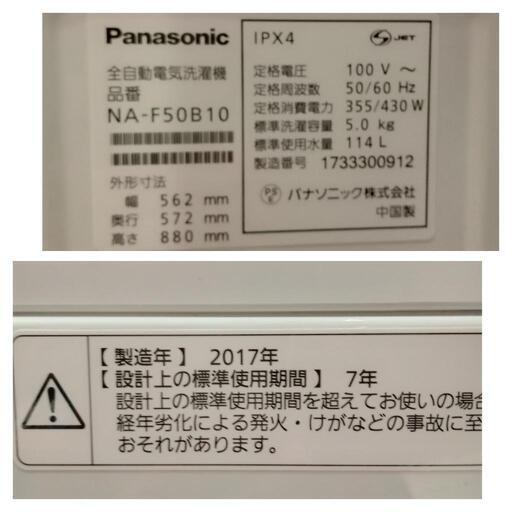 Panasonic
全自動電気洗濯機
品番
NA-F50B10
外形寸法
幅 562 mm
奥行 572 mm
高さ 880 mm
IPX4
JET
定格電圧 100 V ~
定格周波数 50/60 Hz
定格消費電力 355/430 W
標準洗濯容量 5.0 kg
標準使用水量 114 L
製造番号 1733300912
PS E パナソニック株式会社
中国製
【 製造年 】 2017年
【 設計上の標準使用期間 】 7年
設計上の標準使用期間を超えてお使いの場合
経年劣化による発火・けがなどの事故に至
おそれがあります。